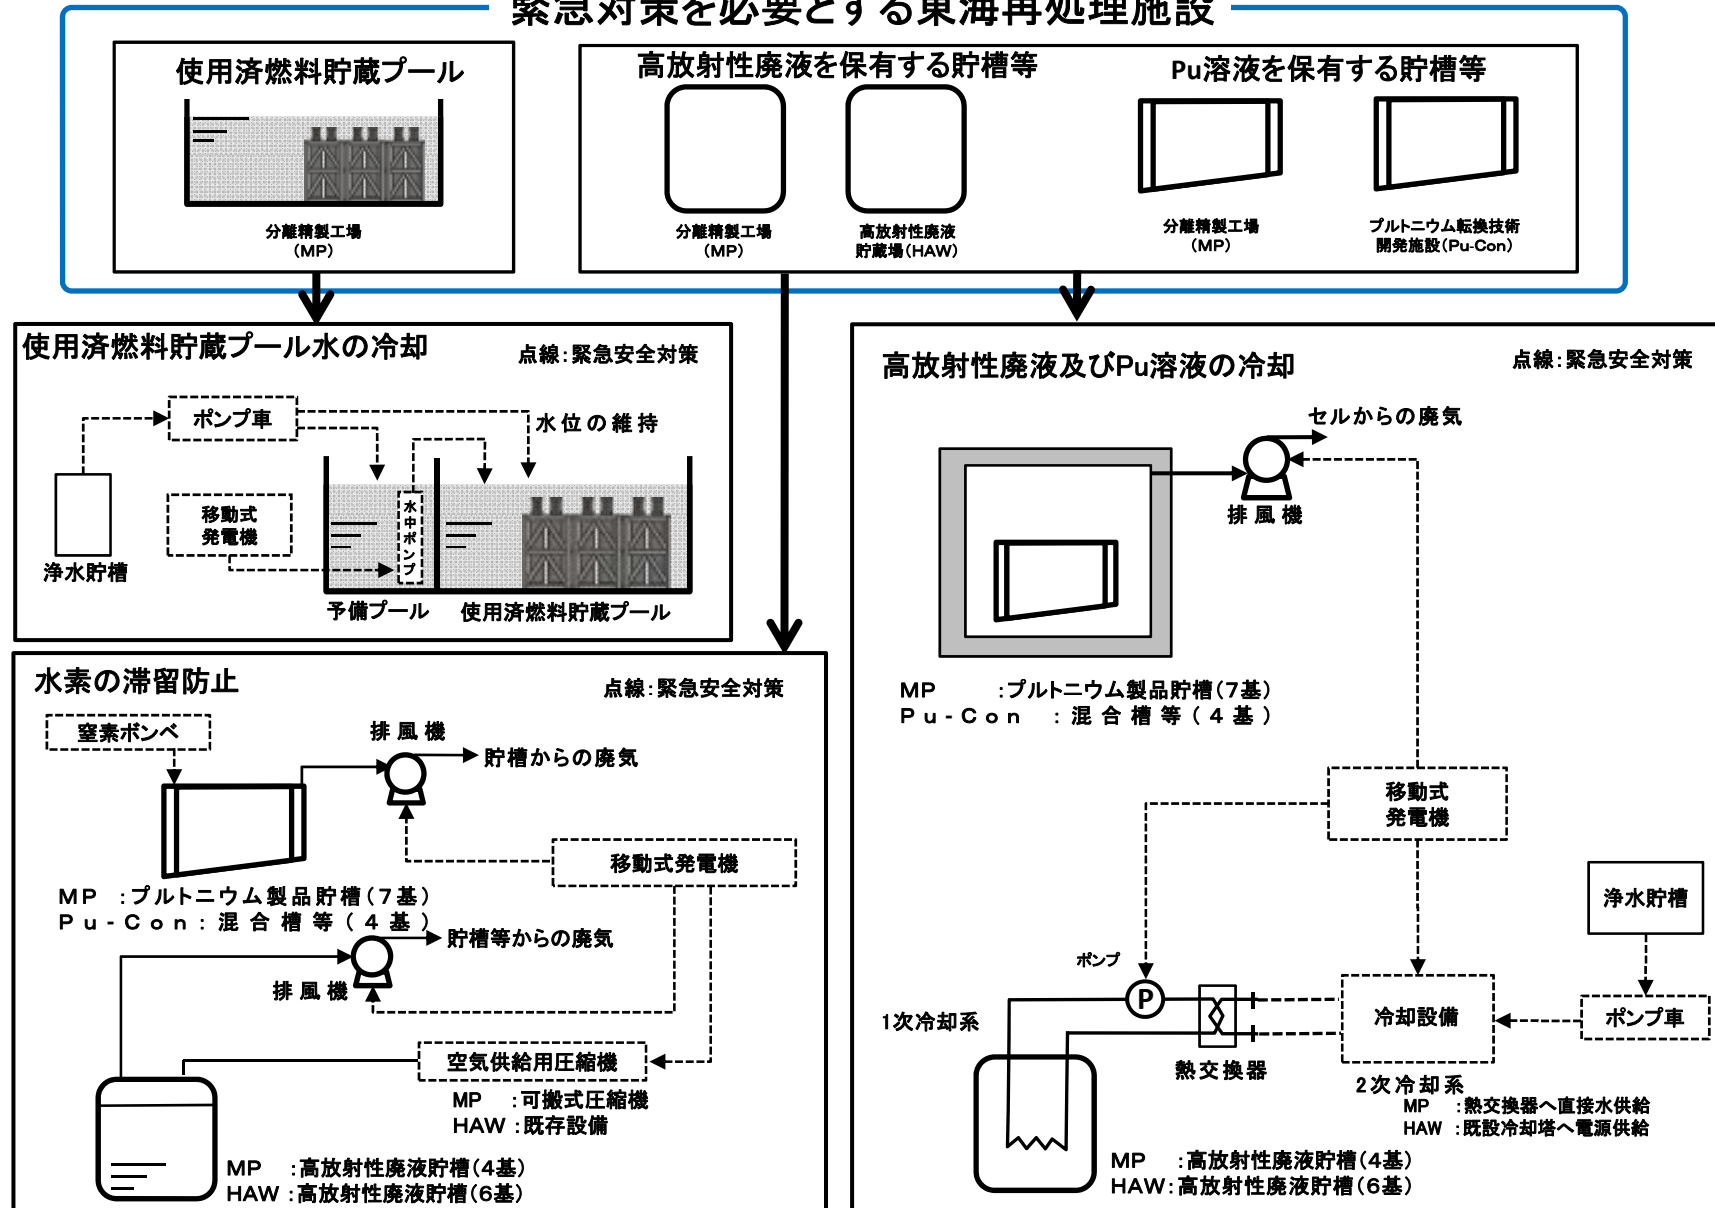 緊急対策を必要とする東海再処理施設
使用済燃料貯蔵プール
分離精製工場
(MP)
高放射性廃液を保有する貯槽等
Pu溶液を保有する貯槽等
分離精製工場
(MP)
高放射性廃液
貯蔵場(HAW)
分離精製工場
(MP)
プルトニウム転換技術
開発施設(Pu-Con)
使用済燃料貯蔵プール水の冷却
点線:緊急安全対策
ポンプ車
水位の維持
移動式
発電機
水中ポンプ
浄水貯槽
予備プール
使用済燃料貯蔵プール
水素の滞留防止
点線:緊急安全対策
窒素ボンベ
排風機
貯槽からの廃気
移動式発電機
MP :プルトニウム製品貯槽(7基)
Pu-Con:混合槽等(4基)
貯槽等からの廃気
排風機
空気供給用圧縮機
MP :可搬式圧縮機
HAW :既存設備
MP :高放射性廃液貯槽(4基)
HAW :高放射性廃液貯槽(6基)
高放射性廃液及びPu溶液の冷却
点線:緊急安全対策
セルからの廃気
排風機
MP :プルトニウム製品貯槽(7基)
Pu-Con :混合槽等(4基)
移動式
発電機
浄水貯槽
ポンプ
P
1次冷却系
冷却設備
ポンプ車
熱交換器
2次冷却系
MP :熱交換器へ直接水供給
HAW :既設冷却塔へ電源供給
MP :高放射性廃液貯槽(4基)
HAW:高放射性廃液貯槽(6基)